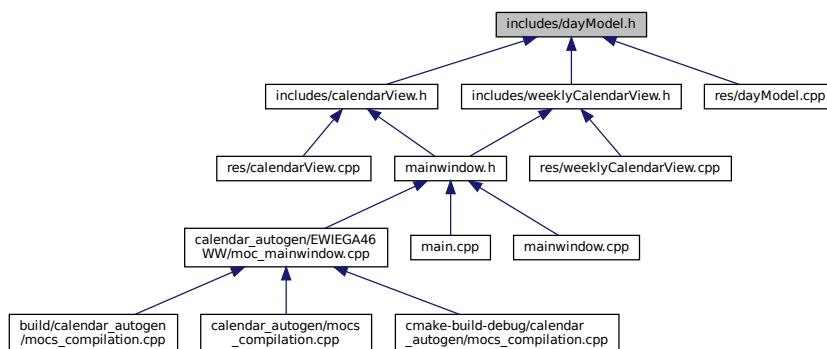 includes/dayModel.h
includes/calendarView.h
includes/weeklyCalendarView.h
res/dayModel.cpp
res/calendarView.cpp
mainwindow.h
res/weeklyCalendarView.cpp
calendar_autogen/EWIEGA46
WW/moc_mainwindow.cpp
main.cpp
mainwindow.cpp
build/calendar_autogen
/mocs_compilation.cpp
calendar_autogen/mocs
_compilation.cpp
cmake-build-debug/calendar
_autogen/mocs_compilation.cpp